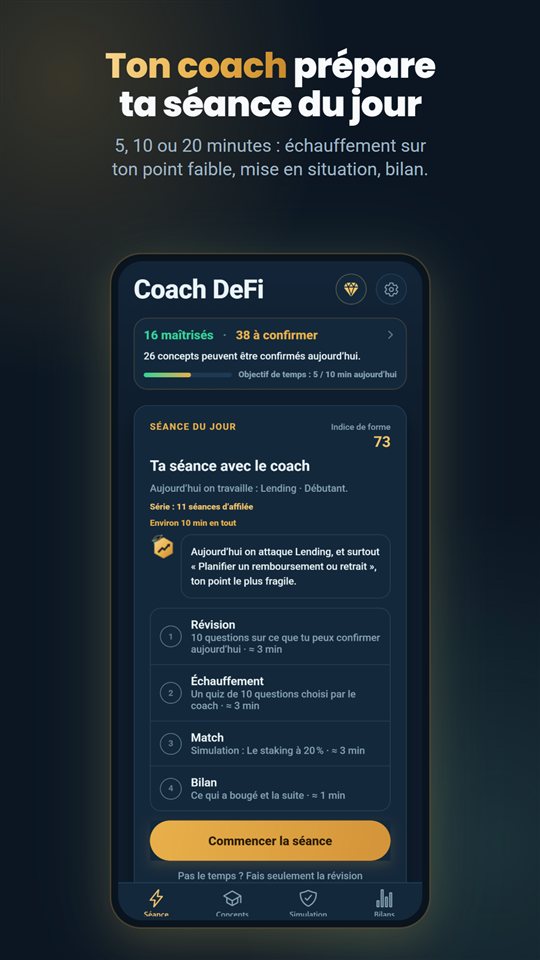 Ton coach prépare
ta séance du jour
5, 10 ou 20 minutes : échauffement sur
ton point faible, mise en situation, bilan.
Coach DeFi
16 maîtrisés · 38 à confirmer
26 concepts peuvent être confirmés aujourd'hui.
Objectif de temps : 5 / 10 min aujourd'hui
SÉANCE DU JOUR
Indice de forme
73
Ta séance avec le coach
Aujourd'hui on travaille : Lending · Débutant.
Série : 11 séances d'affilée
Environ 10 min en tout
Aujourd'hui on attaque Lending, et surtout
« Planifier un remboursement ou retrait »,
ton point le plus fragile.
1
Révision
10 questions sur ce que tu peux confirmer
aujourd'hui · ≈ 3 min
2
Échauffement
Un quiz de 10 questions choisi par le
coach · ≈ 3 min
3
Match
Simulation : Le staking à 20 % · ≈ 3 min
4
Bilan
Ce qui a bougé et la suite · ≈ 1 min
Commencer la séance
Pas le temps ? Fais seulement la révision
Séance
Concepts
Simulation
Bilans